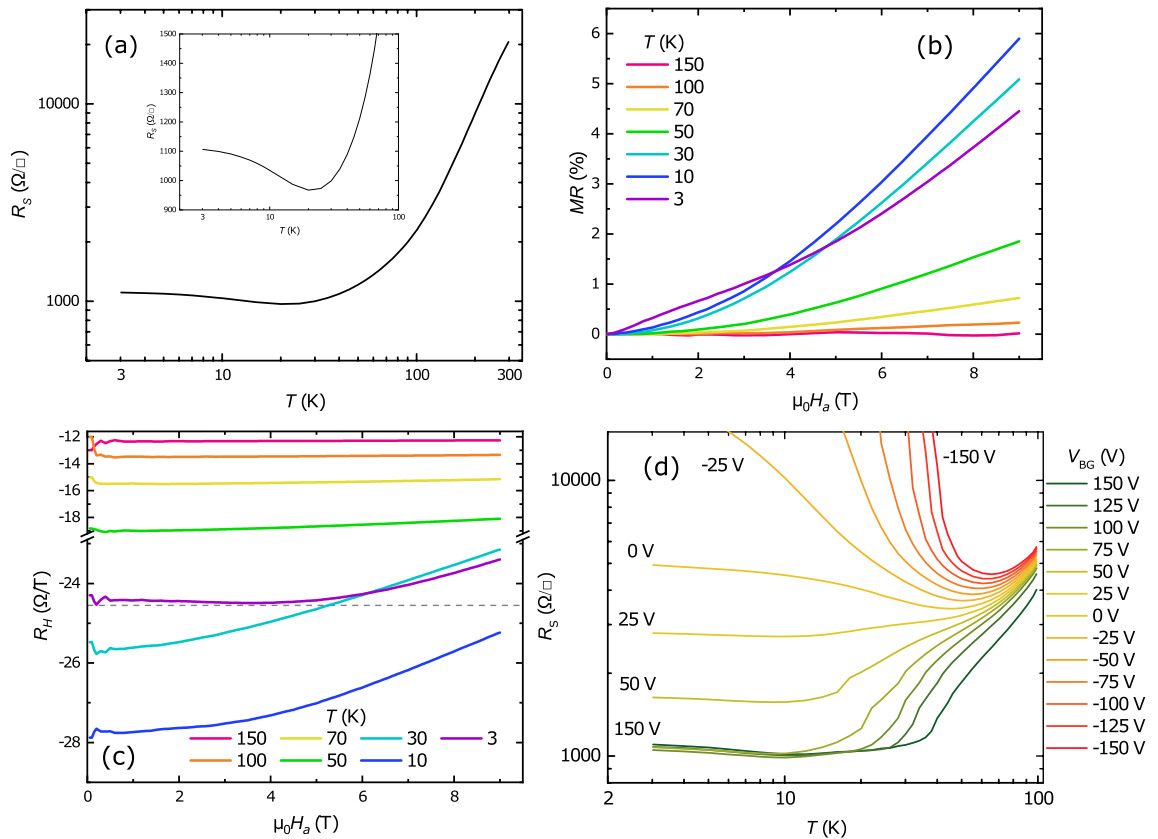 (a)
10000
1000
R_S (Ω/□)
3
10
100
300
T (K)
1500
1400
1300
1200
1100
1000
900
R_S (Ω/□)
3
10
100
T (K)
(b)
6
5
4
3
2
1
0
MR (%)
T (K)
150
100
70
50
30
10
3
0
2
4
6
8
10
μ₀H_a (T)
-12
-14
-16
-18
-24
-26
-28
R_H (Ω/T)
(c)
T (K)
150
70
30
3
100
50
10
0
2
4
6
8
μ₀H_a (T)
(d)
-25 V
-150 V
10000
0 V
25 V
50 V
150 V
1000
R_S (Ω/□)
2
10
100
T (K)
V_BG (V)
150 V
125 V
100 V
75 V
50 V
25 V
0 V
-25 V
-50 V
-75 V
-100 V
-125 V
-150 V